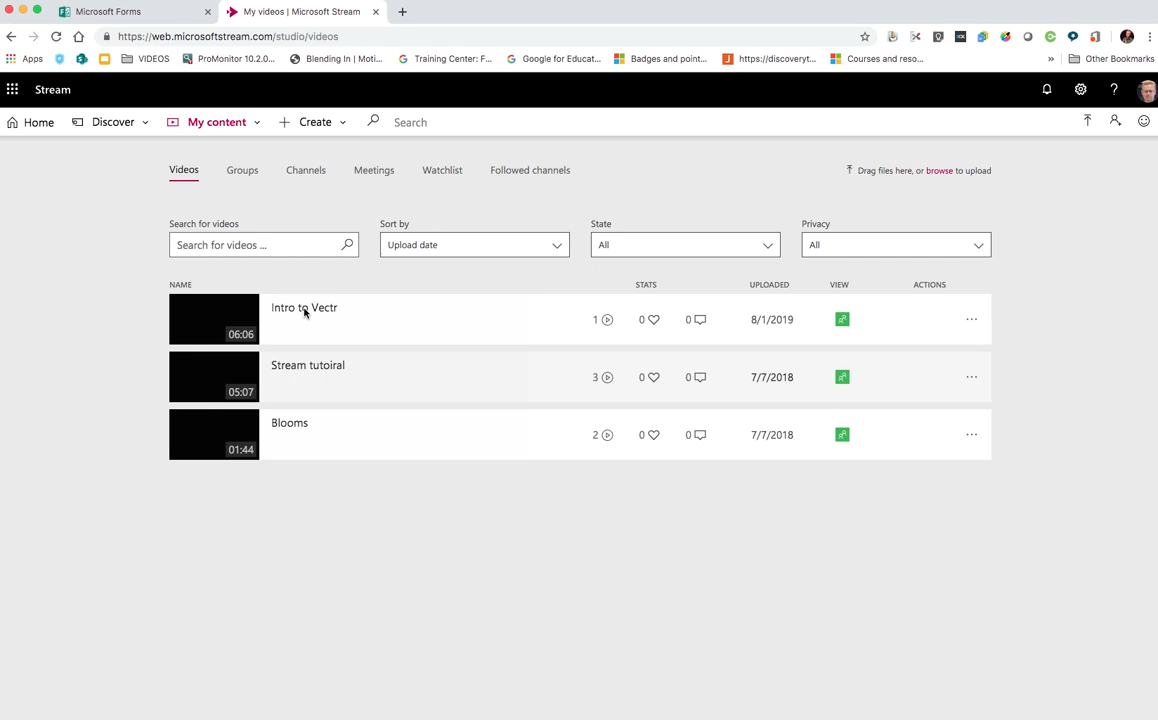 Microsoft Forms
My videos | Microsoft Stream
https://web.microsoftstream.com/studio/videos
Apps VIDEOS ProMonitor 10.2.0... Blending In | Moti... Training Center: F... Google for Educat... Badges and point... https://discoveryt... Courses and reso... » Other Bookmarks
Stream
Home Discover My content Create Search
Videos Groups Channels Meetings Watchlist Followed channels Drag files here, or browse to upload
Search for videos Sort by State Privacy
Search for videos ... Upload date All All
NAME STATS UPLOADED VIEW ACTIONS
Intro to Vectr
06:06 1 0 0 8/1/2019
Stream tutoiral
05:07 3 0 0 7/7/2018
Blooms
01:44 2 0 0 7/7/2018